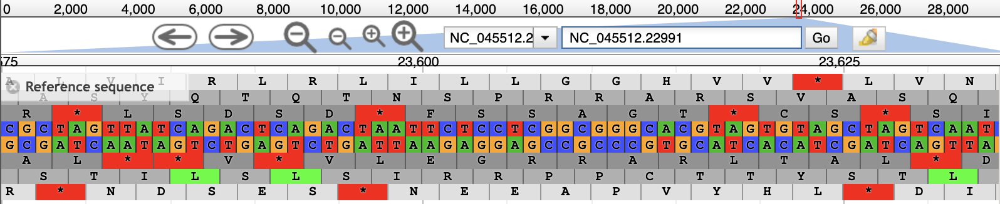 0 2,000 4,000 6,000 8,000 10,000 12,000 14,000 16,000 18,000 20,000 22,000 24,000 26,000 28,000
NC_045512.2 NC_045512.22991 Go
575 23,600 23,625
A L V I R L R L I L L G G H V V * L V N
Reference sequence
A S Y Q T Q T N S P R R A R S V A S Q
R * L S D S D * F S S A G T * C S * S I
C G C T A G T T A T C A G A C T C A G A C T A A T T C T C C T C G G C G G G C A C G T A G T G T A G C T A G T C A A T
G C G A T C A A T A G T C T G A G T C T G A T T A A G A G G A G C C G C C C G T G C A T C A C A T C G A T C A G T T A
A L * * V * V L E G R R A R L T A L * D
S T I L S L S I R R P P C T T Y S T L
R * N D S E S * N E E A P V Y H L * D I